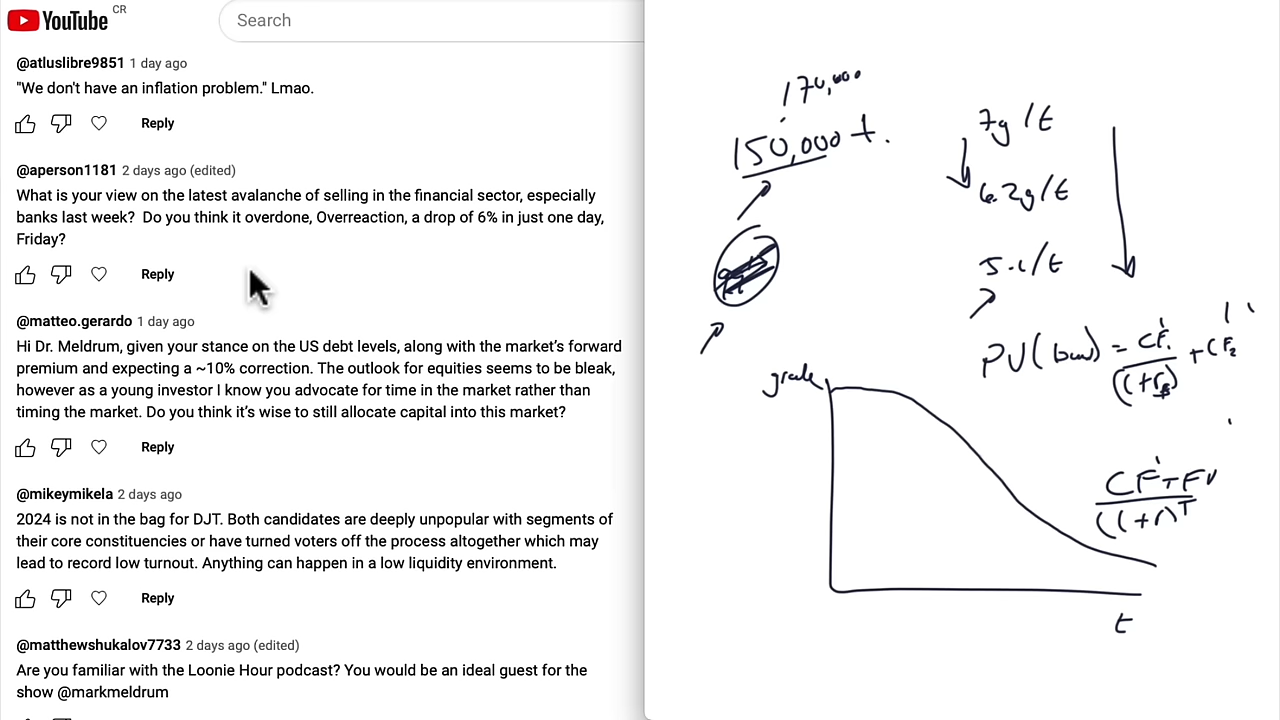 YouTube CR
Search
@atluslibre9851 1 day ago
"We don't have an inflation problem." Lmao.
Reply
@aperson1181 2 days ago (edited)
What is your view on the latest avalanche of selling in the financial sector, especially
banks last week? Do you think it overdone, Overreaction, a drop of 6% in just one day,
Friday?
Reply
@matteo.gerardo 1 day ago
Hi Dr. Meldrum, given your stance on the US debt levels, along with the market’s forward
premium and expecting a ~10% correction. The outlook for equities seems to be bleak,
however as a young investor I know you advocate for time in the market rather than
timing the market. Do you think it’s wise to still allocate capital into this market?
Reply
@mikeymikela 2 days ago
2024 is not in the bag for DJT. Both candidates are deeply unpopular with segments of
their core constituencies or have turned voters off the process altogether which may
lead to record low turnout. Anything can happen in a low liquidity environment.
Reply
@matthewshukalov7733 2 days ago (edited)
Are you familiar with the Loonie Hour podcast? You would be an ideal guest for the
show @markmeldrum
170,000
150,000 t.
7g/t
6.2g/t
PV( ) = CF₁ + CF₂
(1+r
grade
CF
(1+r)ᵀ
t